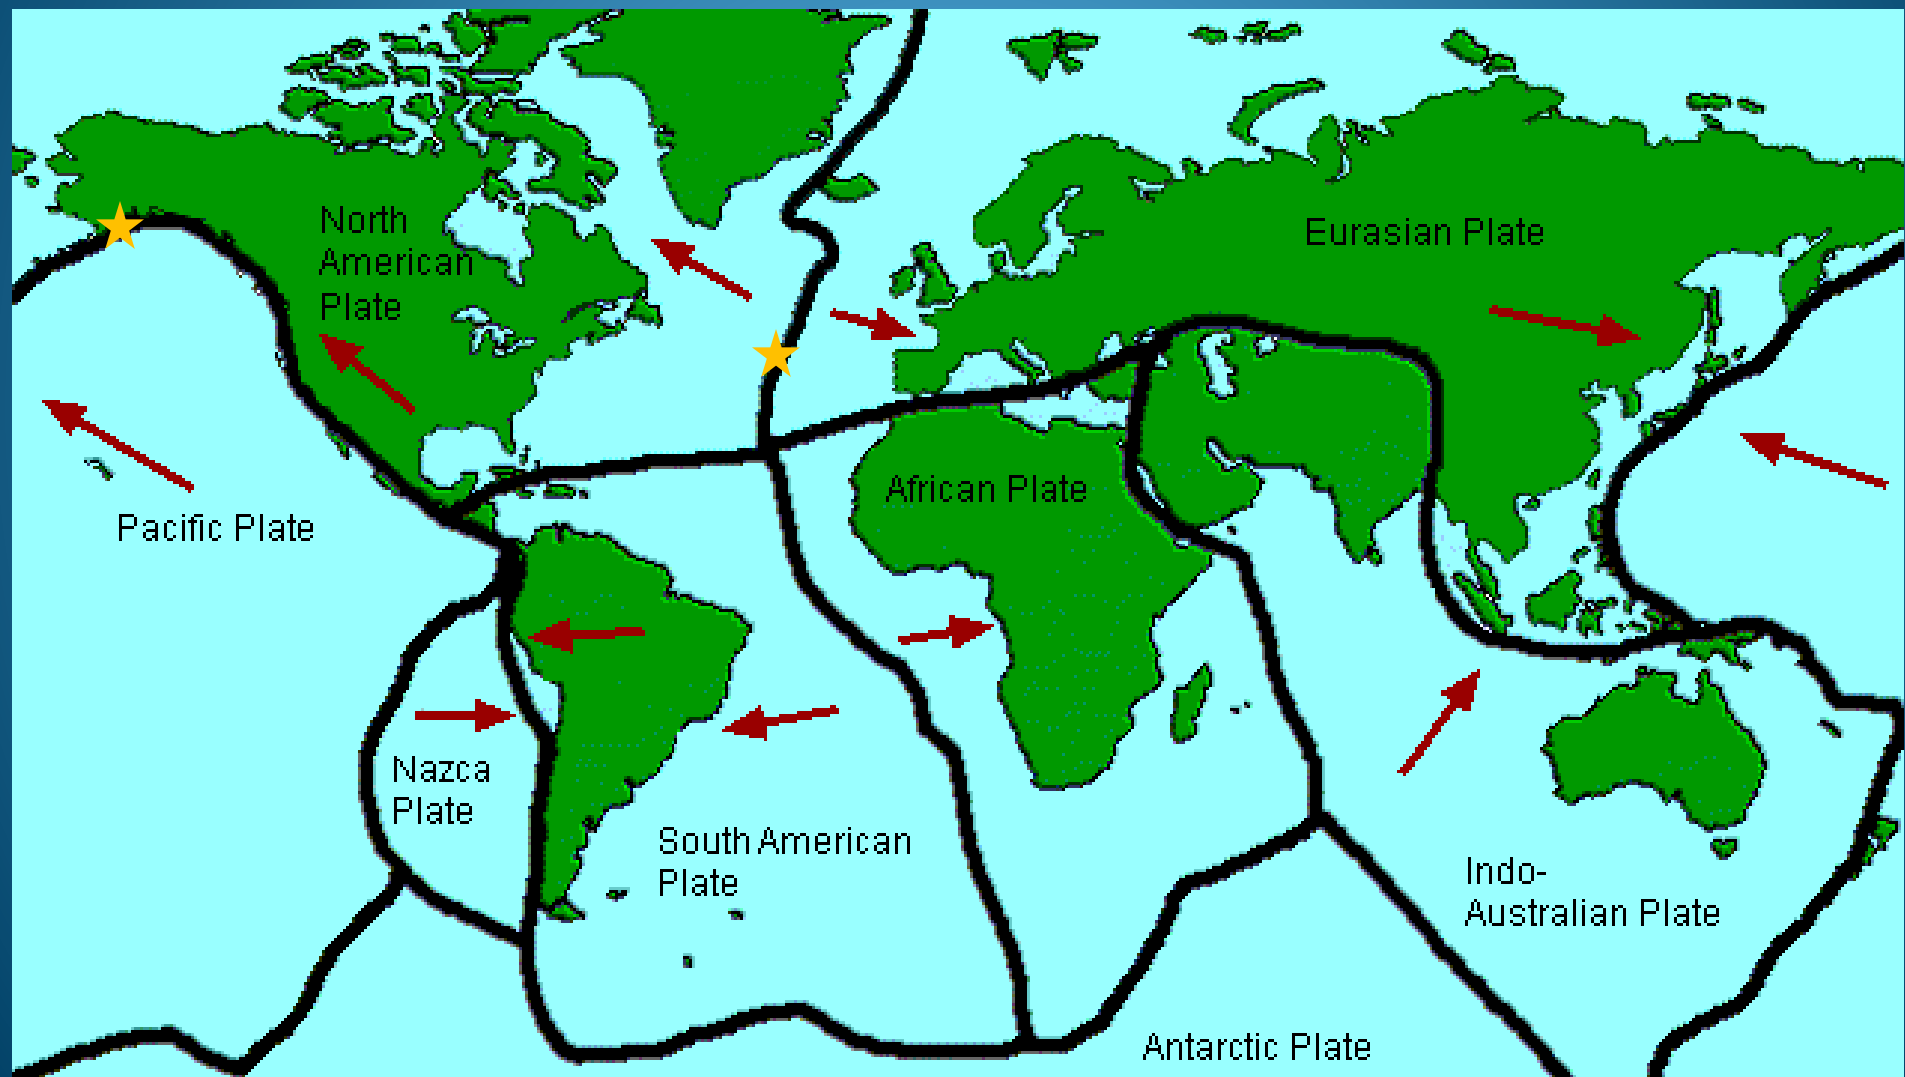 North
American
Plate
Eurasian Plate
African Plate
Pacific Plate
Nazca
Plate
South American
Plate
Indo-
Australian Plate
Antarctic Plate